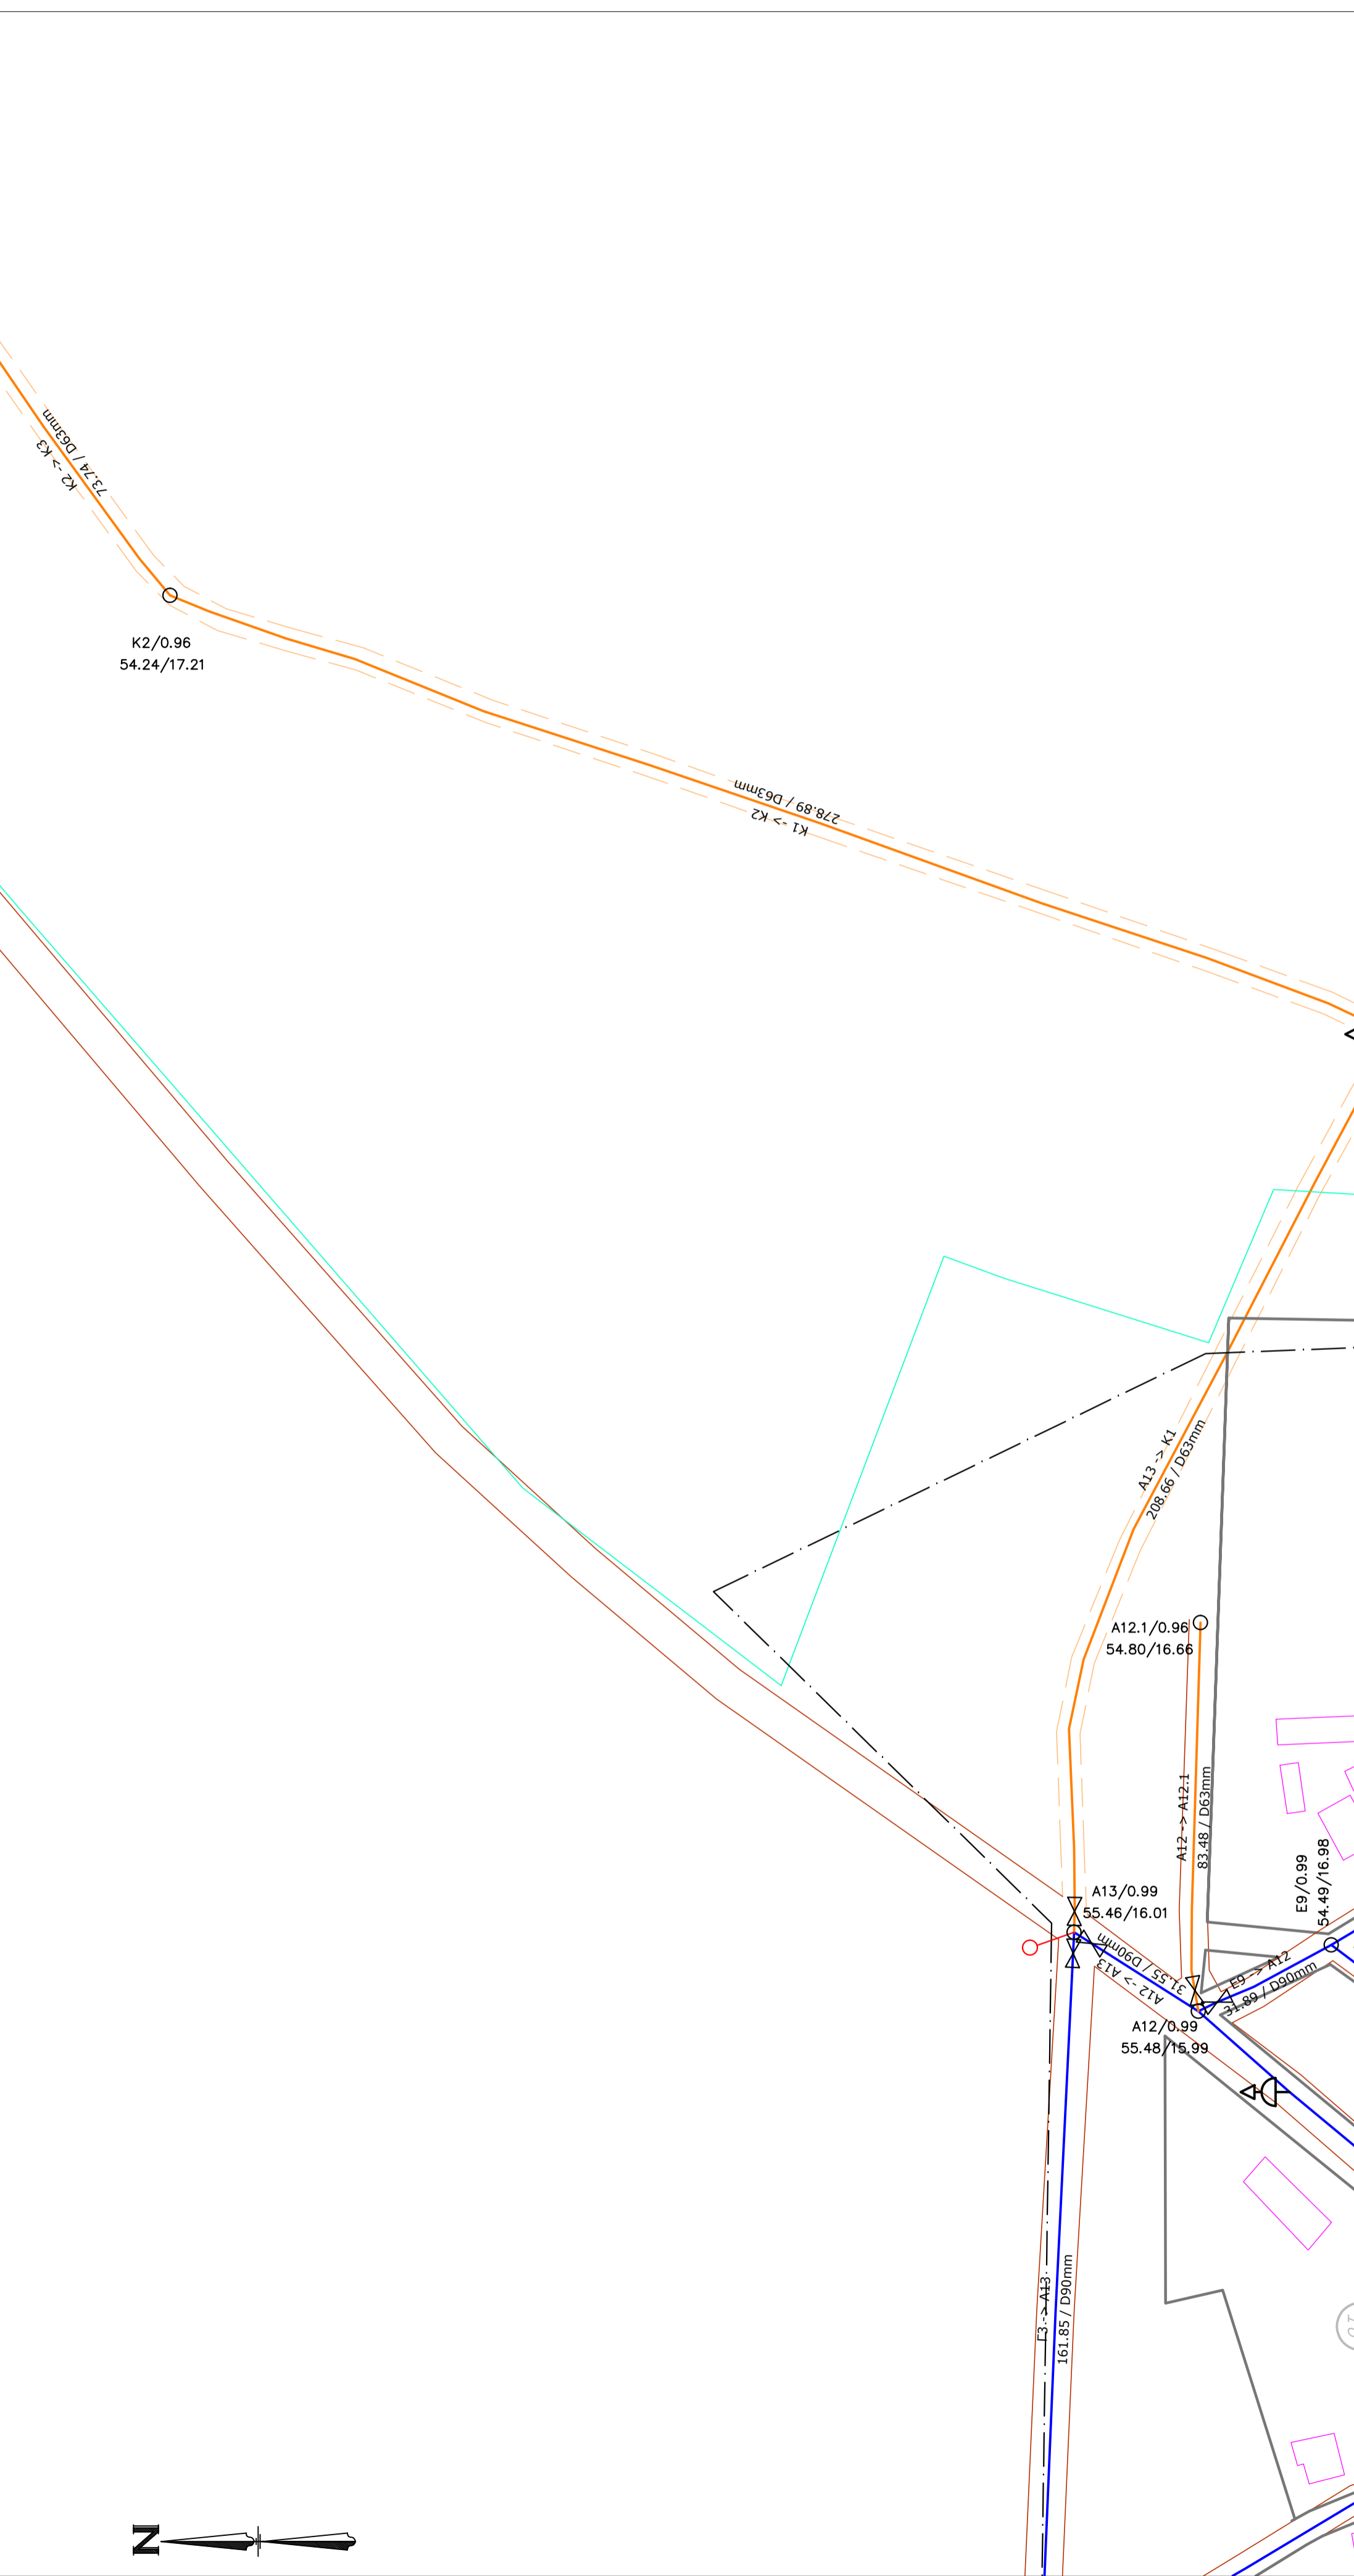 73.74 / D63mm
K2 -> K3
K2/0.96
54.24/17.21
278.89 / D63mm
K1 -> K2
A13 -> K1
208.66 / D63mm
A12.1/0.96
54.80/16.66
A12 -> A12.1
83.48 / D63mm
E9/0.99
54.49/16.98
A13/0.99
55.46/16.01
31.55 / D90mm
A12 -> A13
E9 -> A12
31.89 / D90mm
A12/0.99
55.48/15.99
Γ3 -> A13
161.85 / D90mm
N